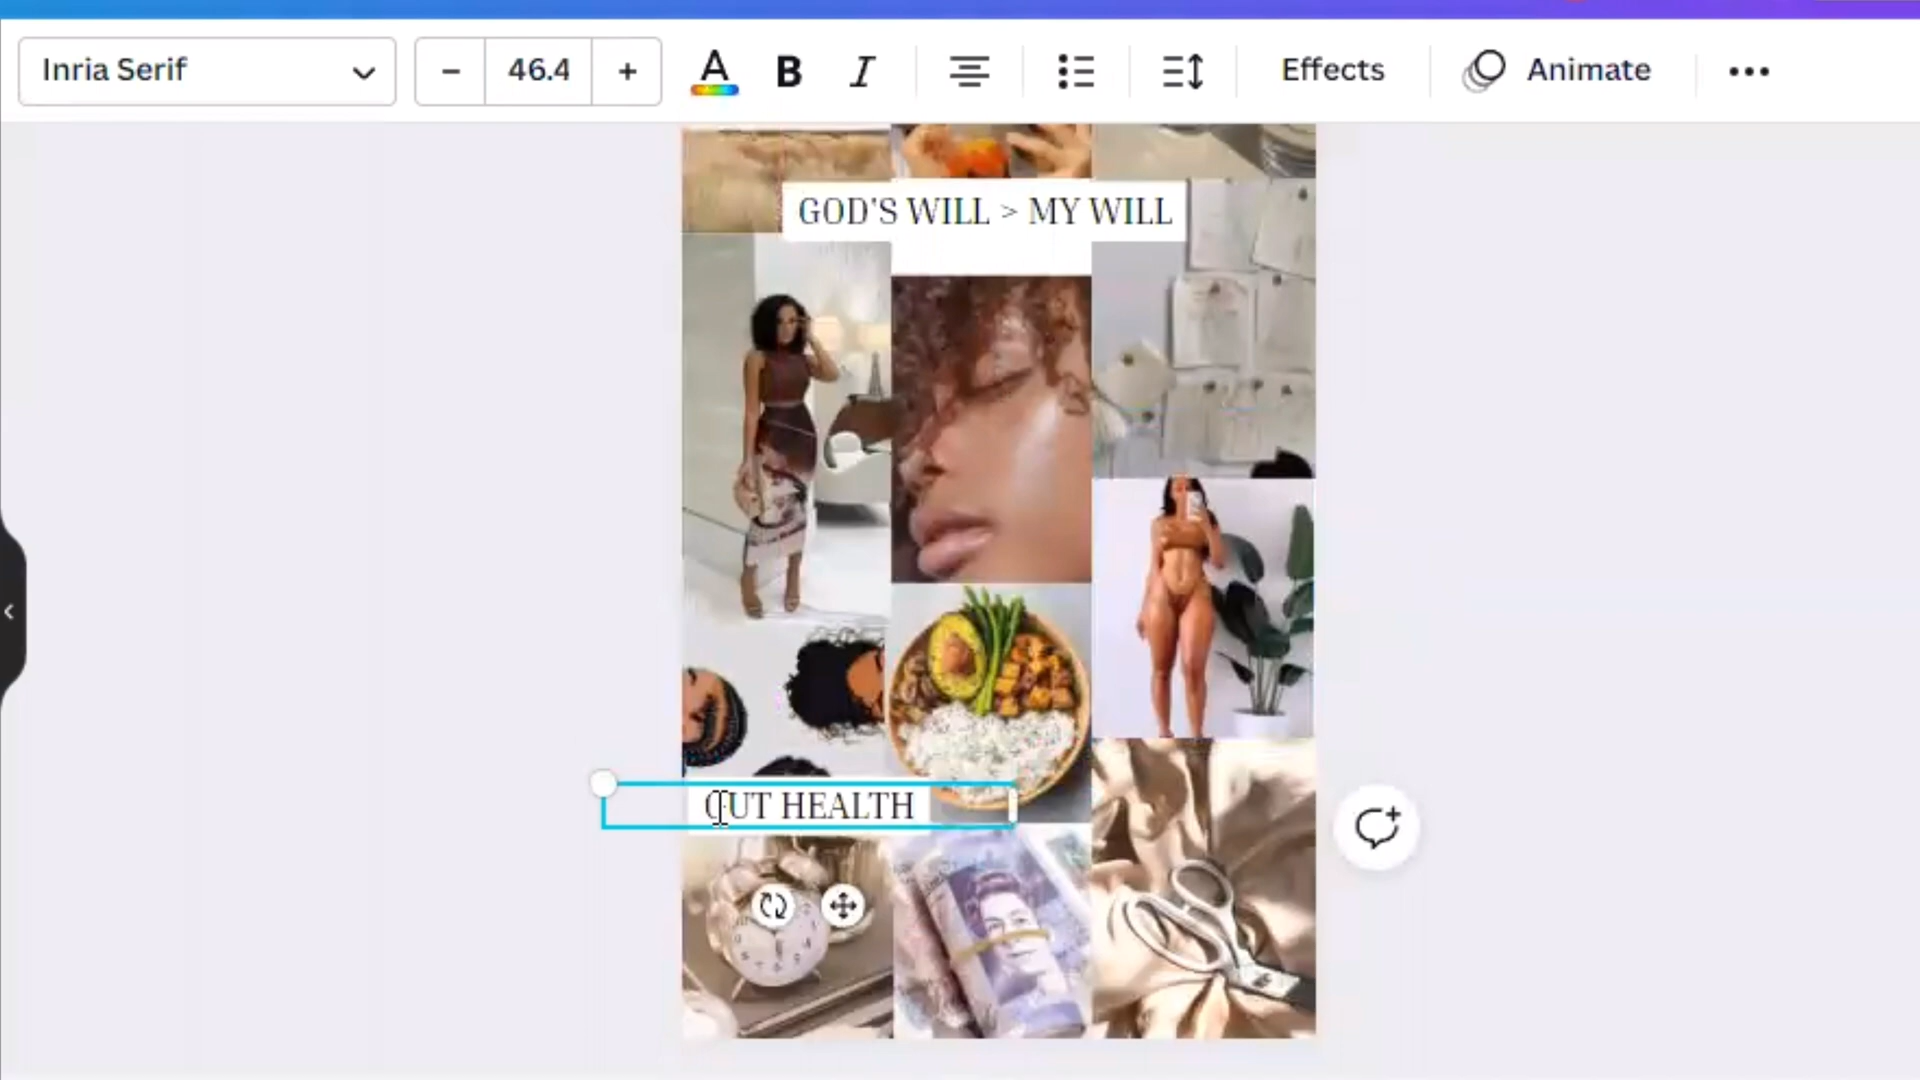 Inria Serif
46.4
A
B
I
Effects
Animate
GOD'S WILL > MY WILL
GUT HEALTH